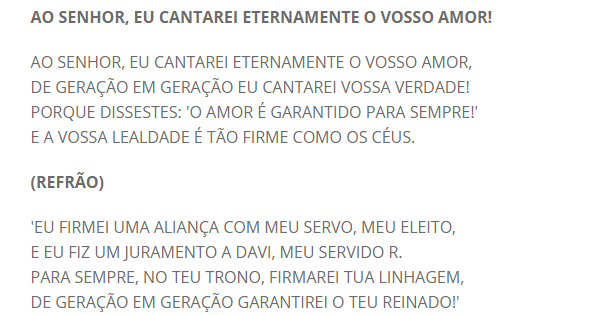 AO SENHOR, EU CANTAREI ETERNAMENTE O VOSSO AMOR!
AO SENHOR, EU CANTAREI ETERNAMENTE O VOSSO AMOR,
DE GERAÇÃO EM GERAÇÃO EU CANTAREI VOSSA VERDADE!
PORQUE DISSESTES: 'O AMOR É GARANTIDO PARA SEMPRE!'
E A VOSSA LEALDADE É TÃO FIRME COMO OS CÉUS.
(REFRÃO)
'EU FIRMEI UMA ALIANÇA COM MEU SERVO, MEU ELEITO,
E EU FIZ UM JURAMENTO A DAVI, MEU SERVIDO R.
PARA SEMPRE, NO TEU TRONO, FIRMAREI TUA LINHAGEM,
DE GERAÇÃO EM GERAÇÃO GARANTIREI O TEU REINADO!'